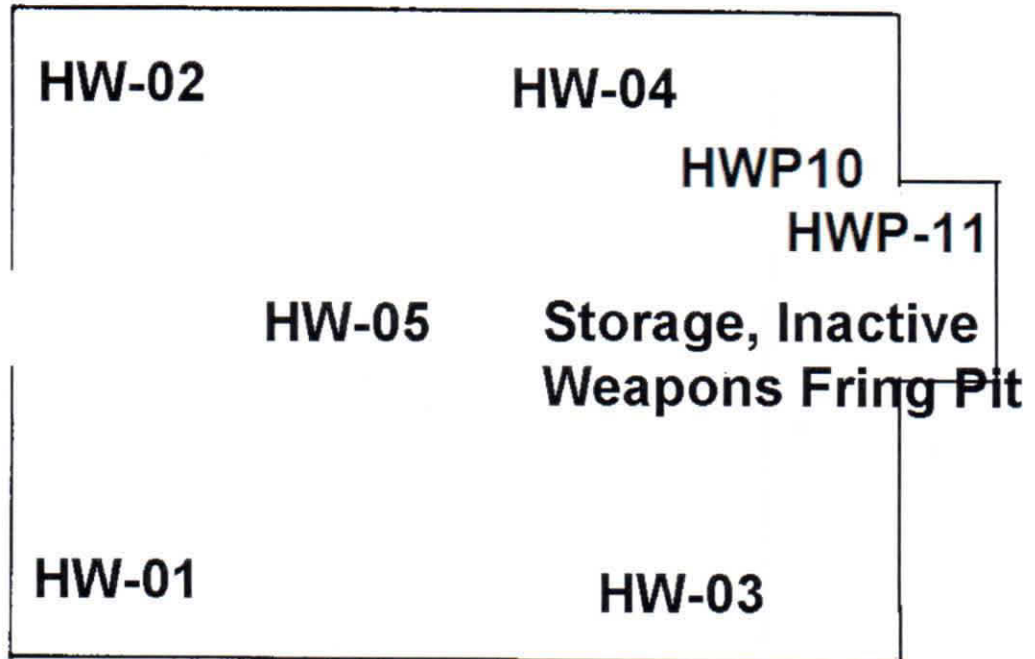 HW-02
HW-04
HWP10
HWP-11
HW-05
Storage, Inactive
Weapons Fring Pit
HW-01
HW-03